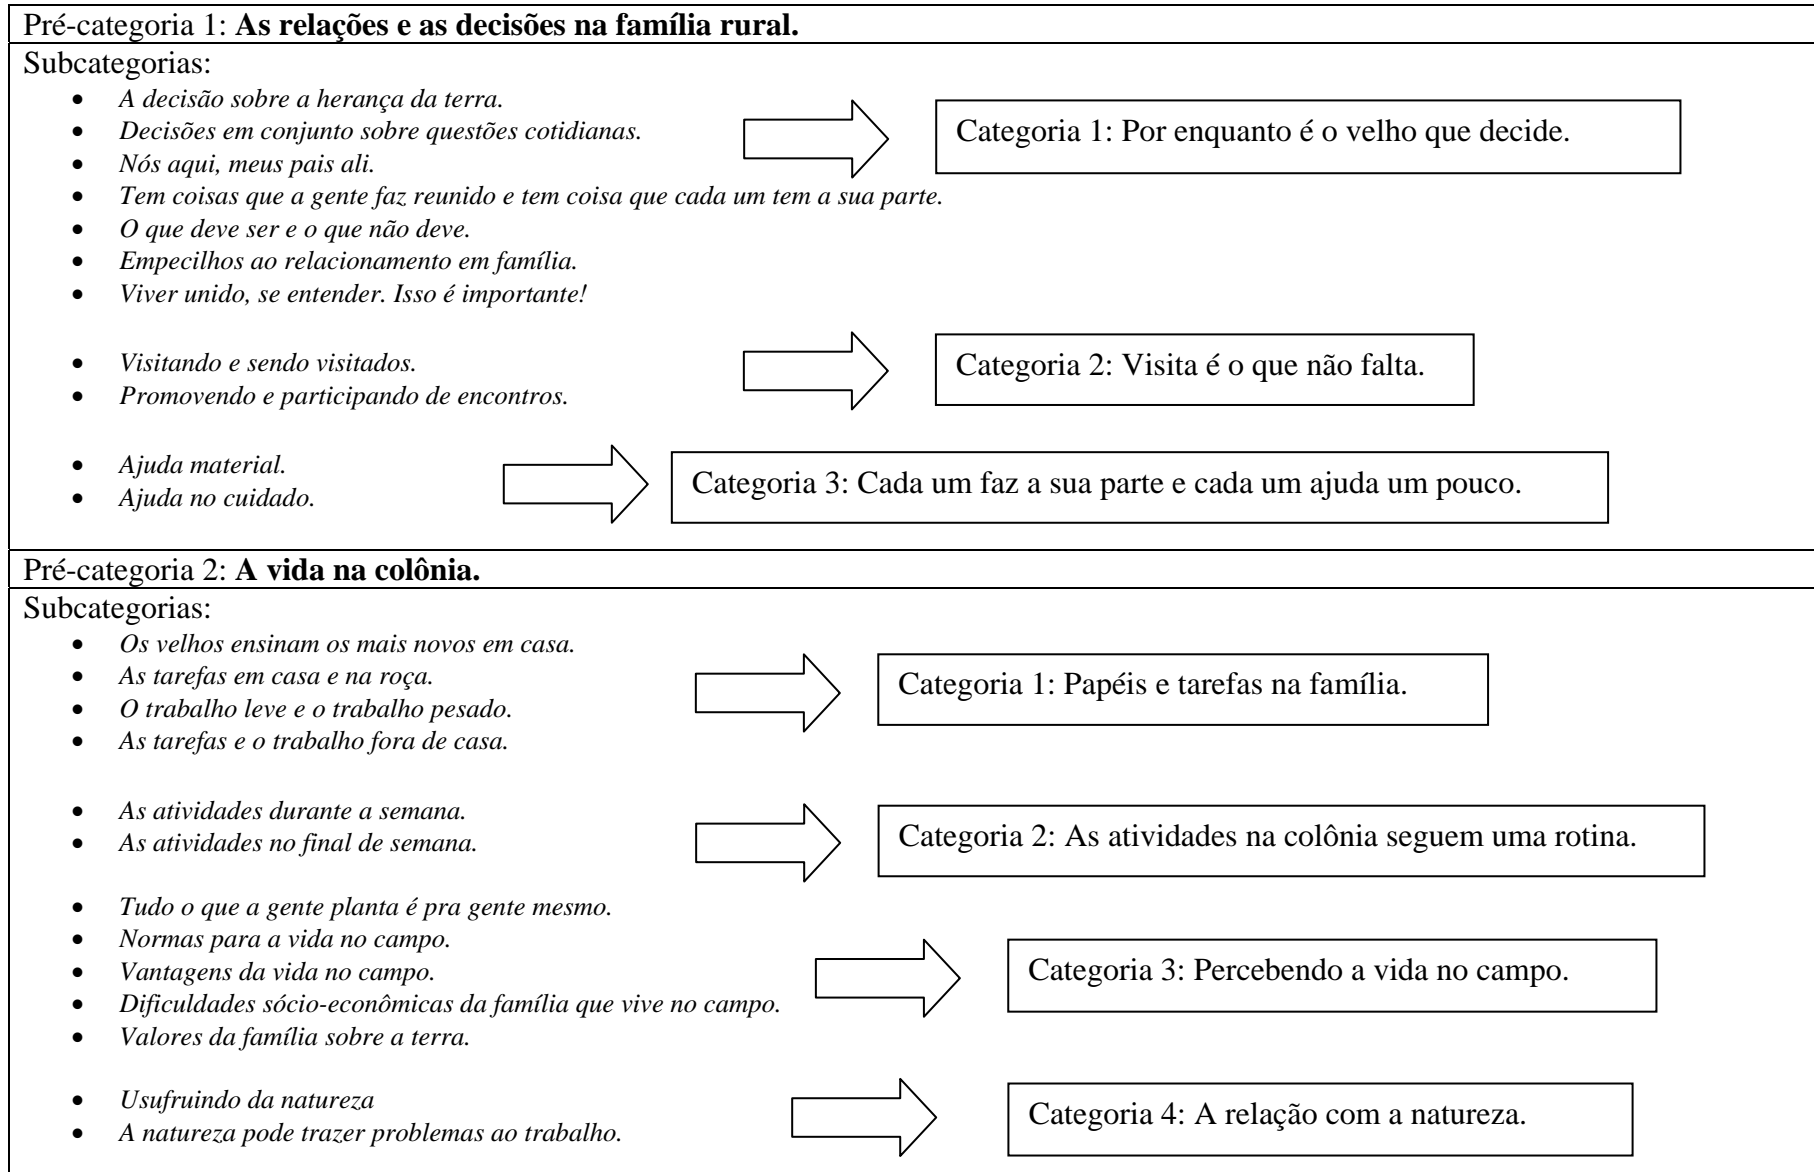 Pré-categoria 1: As relações e as decisões na família rural.
Subcategorias:
• A decisão sobre a herança da terra.
• Decisões em conjunto sobre questões cotidianas.
• Nós aqui, meus pais ali.
• Tem coisas que a gente faz reunido e tem coisa que cada um tem a sua parte.
• O que deve ser e o que não deve.
• Empecilhos ao relacionamento em família.
• Viver unido, se entender. Isso é importante!
Categoria 1: Por enquanto é o velho que decide.
• Visitando e sendo visitados.
• Promovendo e participando de encontros.
Categoria 2: Visita é o que não falta.
• Ajuda material.
• Ajuda no cuidado.
Categoria 3: Cada um faz a sua parte e cada um ajuda um pouco.
Pré-categoria 2: A vida na colônia.
Subcategorias:
• Os velhos ensinam os mais novos em casa.
• As tarefas em casa e na roça.
• O trabalho leve e o trabalho pesado.
• As tarefas e o trabalho fora de casa.
Categoria 1: Papéis e tarefas na família.
• As atividades durante a semana.
• As atividades no final de semana.
Categoria 2: As atividades na colônia seguem uma rotina.
• Tudo o que a gente planta é pra gente mesmo.
• Normas para a vida no campo.
• Vantagens da vida no campo.
• Dificuldades sócio-econômicas da família que vive no campo.
• Valores da família sobre a terra.
Categoria 3: Percebendo a vida no campo.
• Usufruindo da natureza
• A natureza pode trazer problemas ao trabalho.
Categoria 4: A relação com a natureza.